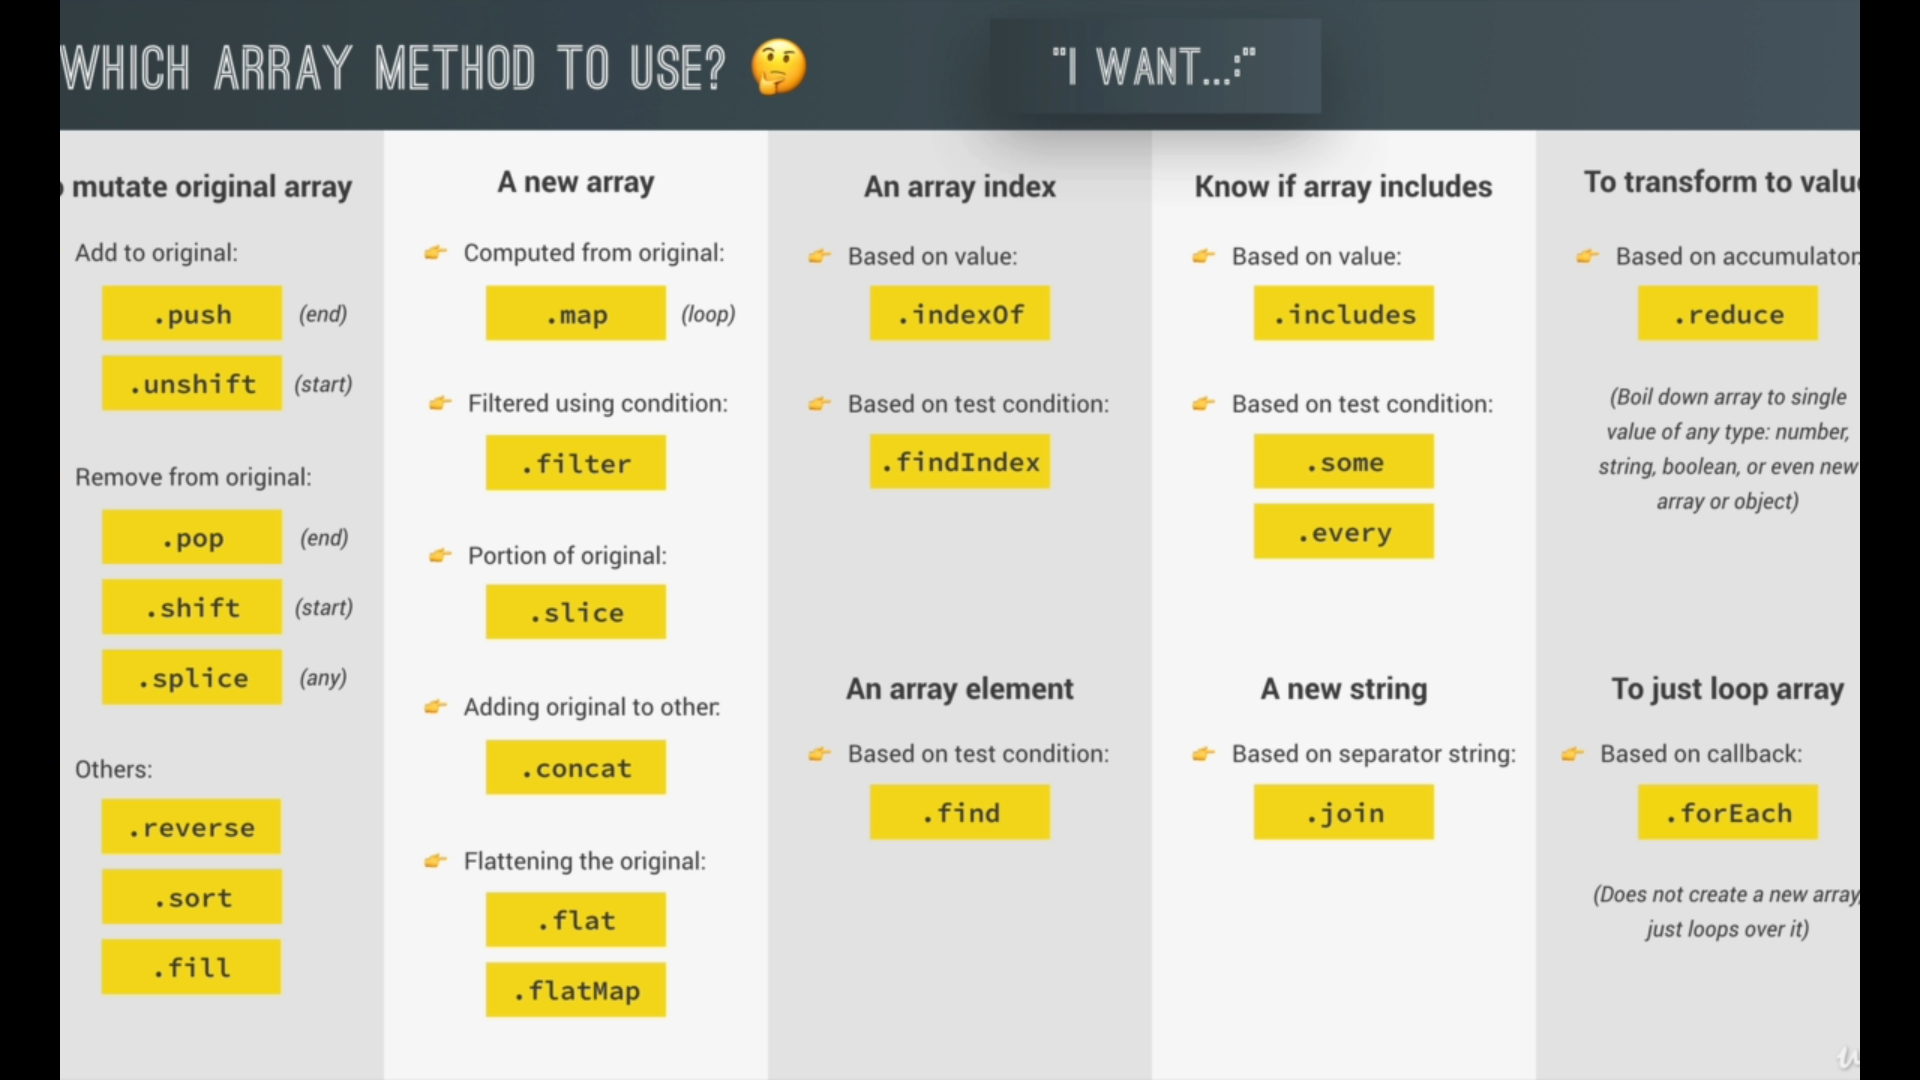 WHICH ARRAY METHOD TO USE?
"I WANT...:"
mutate original array
Add to original:
.push (end)
.unshift (start)
Remove from original:
.pop (end)
.shift (start)
.splice (any)
Others:
.reverse
.sort
.fill
A new array
Computed from original:
.map (loop)
Filtered using condition:
.filter
Portion of original:
.slice
Adding original to other:
.concat
Flattening the original:
.flat
.flatMap
An array index
Based on value:
.indexOf
Based on test condition:
.findIndex
An array element
Based on test condition:
.find
Know if array includes
Based on value:
.includes
Based on test condition:
.some
.every
A new string
Based on separator string:
.join
To transform to valu
Based on accumulator:
.reduce
(Boil down array to single
value of any type: number,
string, boolean, or even new
array or object)
To just loop array
Based on callback:
.forEach
(Does not create a new array,
just loops over it)